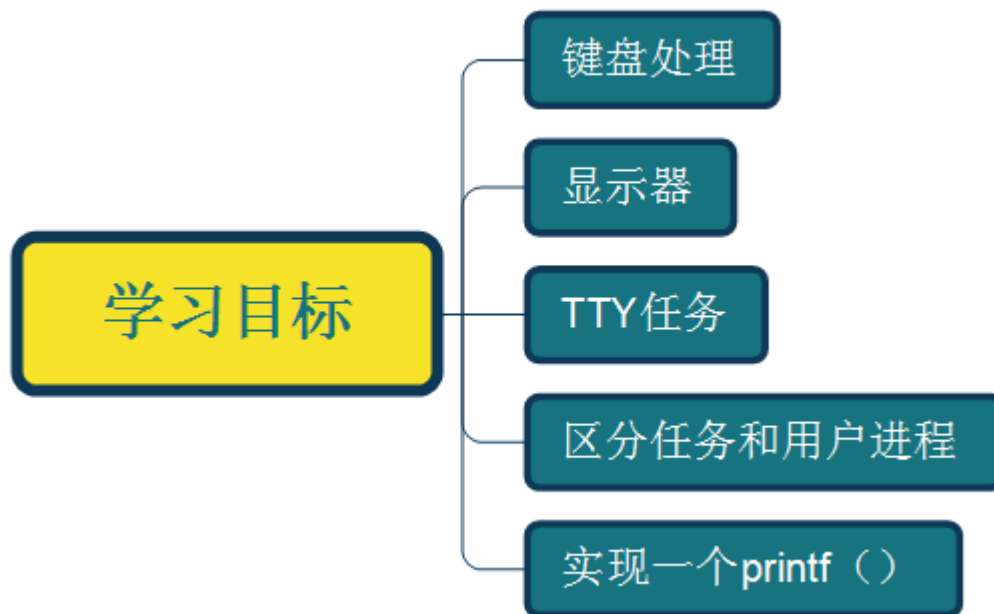 学习目标
键盘处理
显示器
TTY任务
区分任务和用户进程
实现一个printf（）